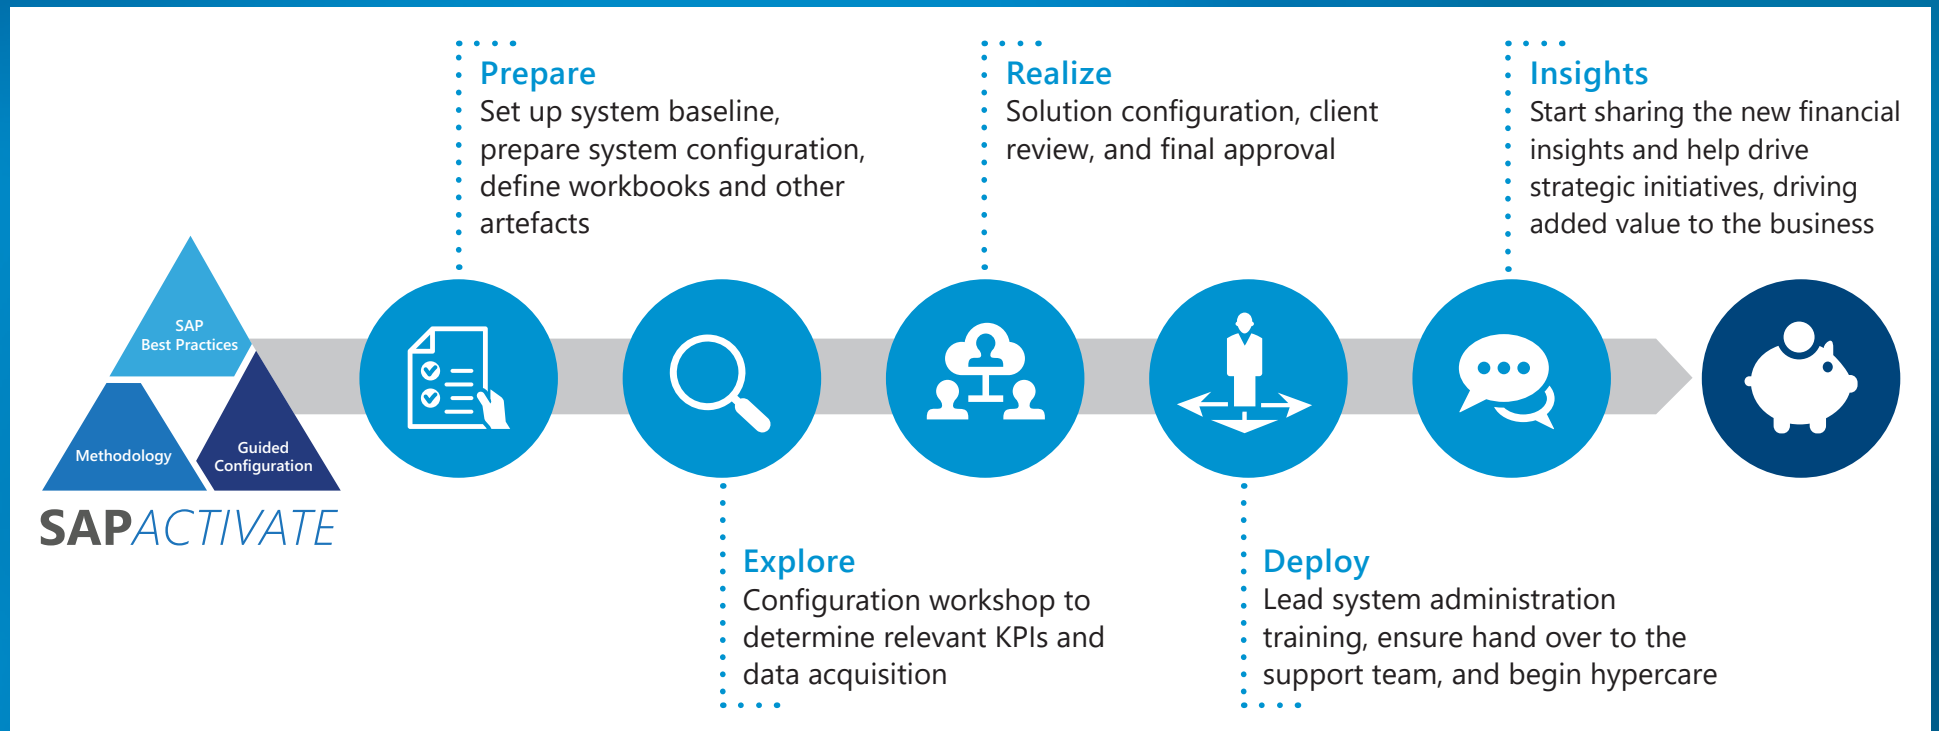 Prepare
Set up system baseline,
prepare system configuration,
define workbooks and other
artefacts
Realize
Solution configuration, client
review, and final approval
Insights
Start sharing the new financial
insights and help drive
strategic initiatives, driving
added value to the business
SAP
Best Practices
Methodology
Guided
Configuration
SAPACTIVATE
Explore
Configuration workshop to
determine relevant KPIs and
data acquisition
Deploy
Lead system administration
training, ensure hand over to the
support team, and begin hypercare